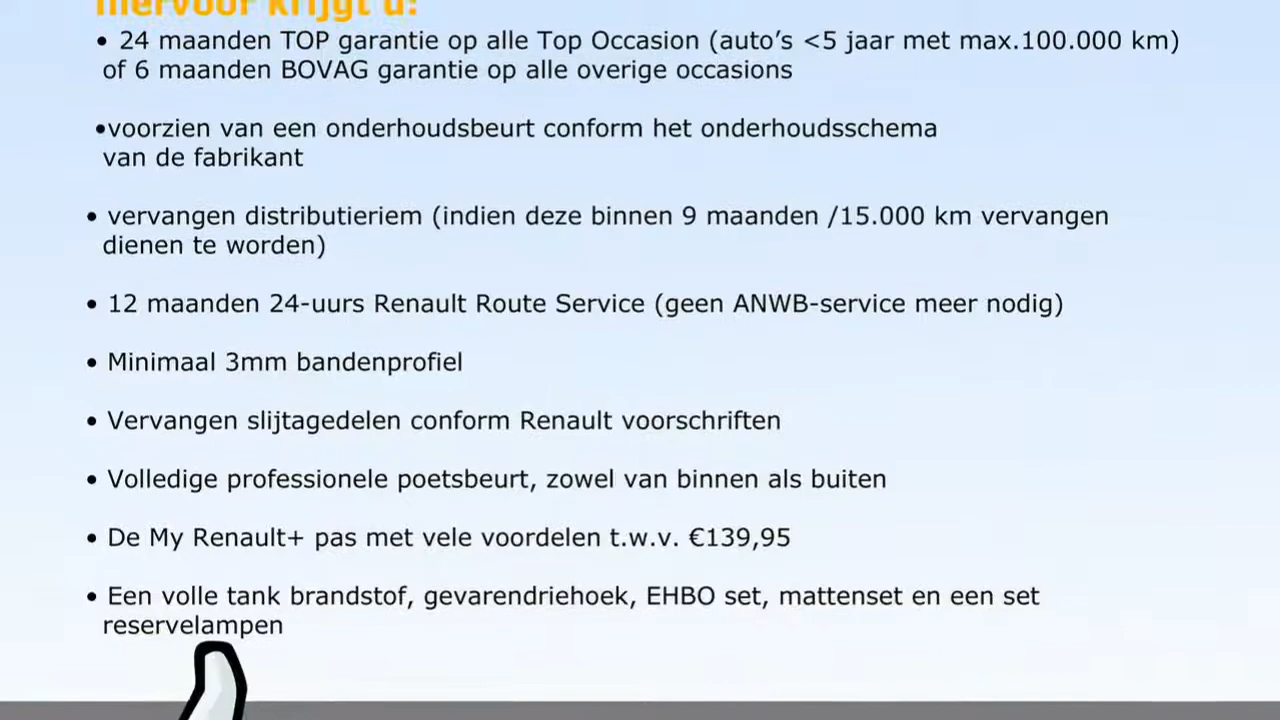 Hiervoor krijgt u:
• 24 maanden TOP garantie op alle Top Occasion (auto’s <5 jaar met max.100.000 km)
of 6 maanden BOVAG garantie op alle overige occasions
•voorzien van een onderhoudsbeurt conform het onderhoudsschema
van de fabrikant
• vervangen distributieriem (indien deze binnen 9 maanden /15.000 km vervangen
dienen te worden)
• 12 maanden 24-uurs Renault Route Service (geen ANWB-service meer nodig)
• Minimaal 3mm bandenprofiel
• Vervangen slijtagedelen conform Renault voorschriften
• Volledige professionele poetsbeurt, zowel van binnen als buiten
• De My Renault+ pas met vele voordelen t.w.v. €139,95
• Een volle tank brandstof, gevarendriehoek, EHBO set, mattenset en een set
reservelampen